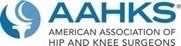 AAHKS®
AMERICAN ASSOCIATION OF
HIP AND KNEE SURGEONS